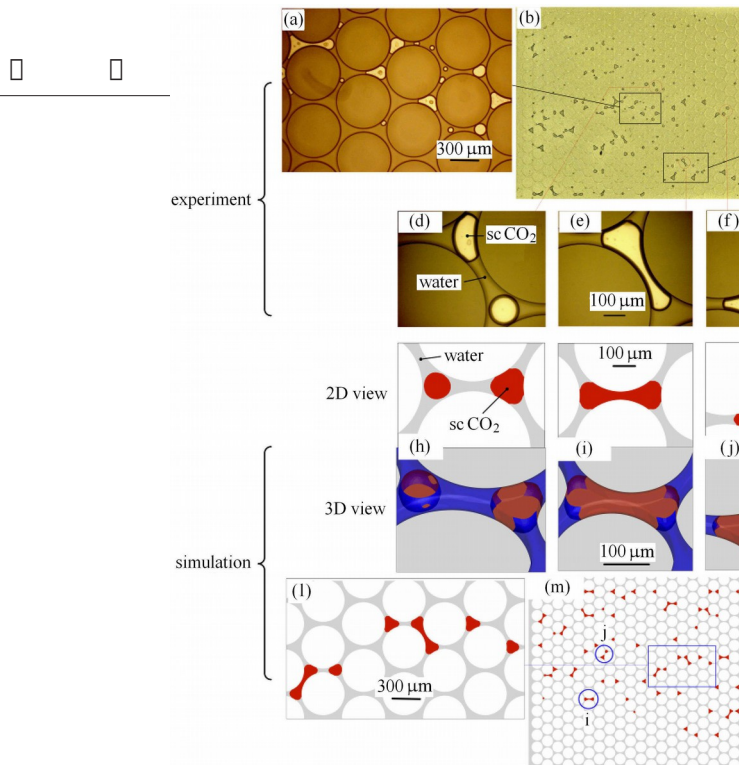 (a)
(b)
300 μm
experiment
(d)
(e)
(f)
sc CO₂
water
100 μm
water
100 μm
2D view
sc CO₂
(h)
(i)
(j)
3D view
simulation
100 μm
(l)
(m)
j
300 μm
i